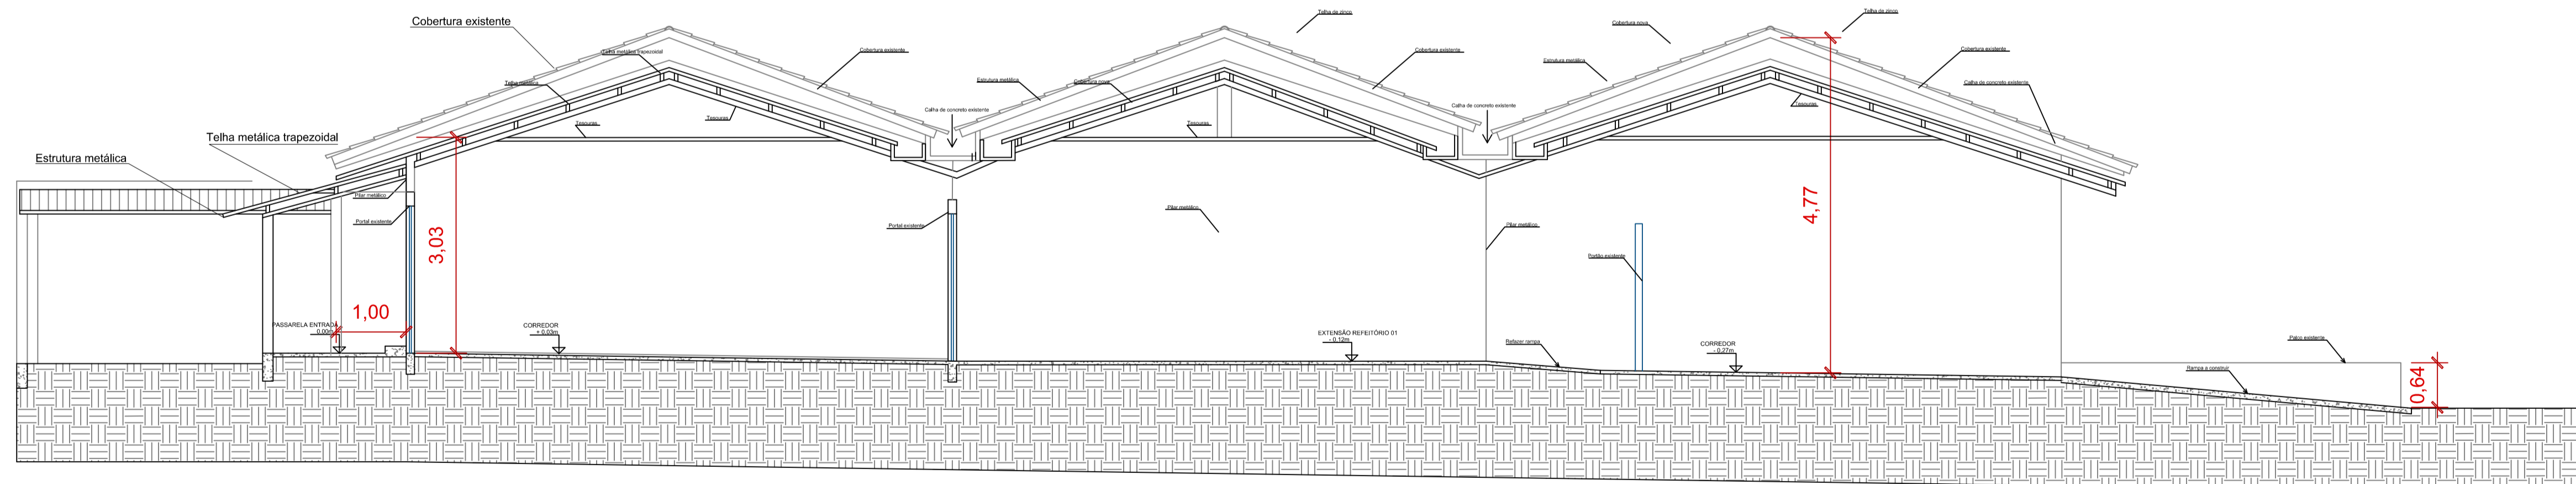 Cobertura existente
Telha de zinco
Cobertura nova
Telha de zinco
Telha metálica trapezoidal
Cobertura existente
Cobertura existente
Estrutura metálica
Cobertura existente
Telha metálica
Estrutura metálica
Cobertura nova
Calha de concreto existente
Calha de concreto existente
Calha de concreto existente
Tesouras
Tesouras
Tesouras
Tesouras
Telha metálica trapezoidal
Estrutura metálica
Pilar metálico
Portal existente
Portal existente
Pilar metálico
Pilar metálico
Portão existente
3,03
4,77
1,00
PASSARELA ENTRADA
0.00m
CORREDOR
+ 0.03m
EXTENSÃO REFEITÓRIO 01
- 0.12m
Refazer rampa
CORREDOR
- 0.27m
Palco existente
Rampa a construir
0,64